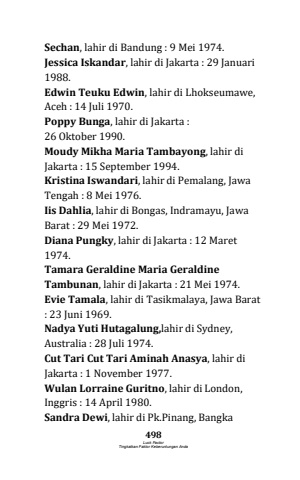 Sechan, lahir di Bandung : 9 Mei 1974.
Jessica Iskandar, lahir di Jakarta : 29 Januari
1988.
Edwin Teuku Edwin, lahir di Lhokseumawe,
Aceh : 14 Juli 1970.
Poppy Bunga, lahir di Jakarta :
26 Oktober 1990.
Moudy Mikha Maria Tambayong, lahir di
Jakarta : 15 September 1994.
Kristina Iswandari, lahir di Pemalang, Jawa
Tengah : 8 Mei 1976.
Iis Dahlia, lahir di Bongas, Indramayu, Jawa
Barat : 29 Mei 1972.
Diana Pungky, lahir di Jakarta : 12 Maret
1974.
Tamara Geraldine Maria Geraldine
Tambunan, lahir di Jakarta : 21 Mei 1974.
Evie Tamala, lahir di Tasikmalaya, Jawa Barat
: 23 Juni 1969.
Nadya Yuti Hutagalung,lahir di Sydney,
Australia : 28 Juli 1974.
Cut Tari Cut Tari Aminah Anasya, lahir di
Jakarta : 1 November 1977.
Wulan Lorraine Guritno, lahir di London,
Inggris : 14 April 1980.
Sandra Dewi, lahir di Pk.Pinang, Bangka
498
Luck Factor
Tingkatkan Faktor Keberuntungan Anda